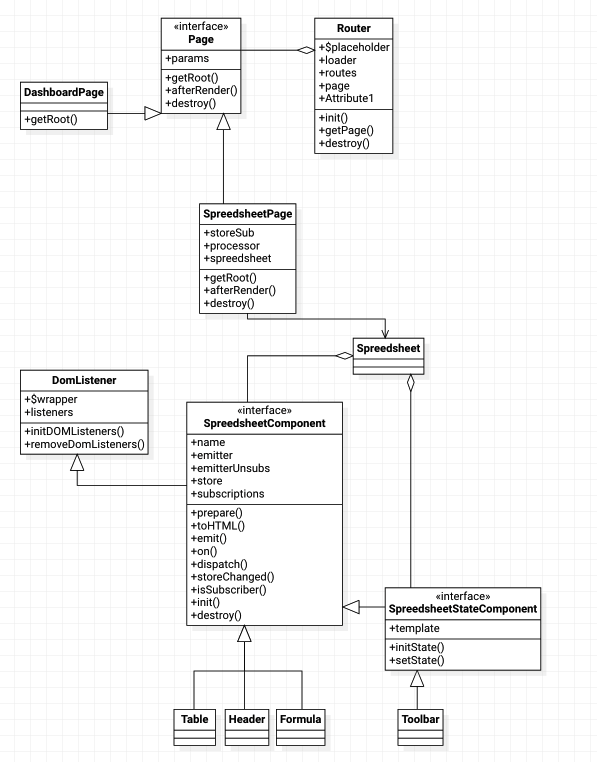 «interface»
Page
+params
+getRoot()
+afterRender()
+destroy()
Router
+$placeholder
+loader
+routes
+page
+Attribute1
+init()
+getPage()
+destroy()
DashboardPage
+getRoot()
SpreedsheetPage
+storeSub
+processor
+spreedsheet
+getRoot()
+afterRender()
+destroy()
Spreedsheet
DomListener
+$wrapper
+listeners
+initDOMListeners()
+removeDomListeners()
«interface»
SpreedsheetComponent
+name
+emitter
+emitterUnsubs
+store
+subscriptions
+prepare()
+toHTML()
+emit()
+on()
+dispatch()
+storeChanged()
+isSubscriber()
+init()
+destroy()
«interface»
SpreedsheetStateComponent
+template
+initState()
+setState()
Table
Header
Formula
Toolbar